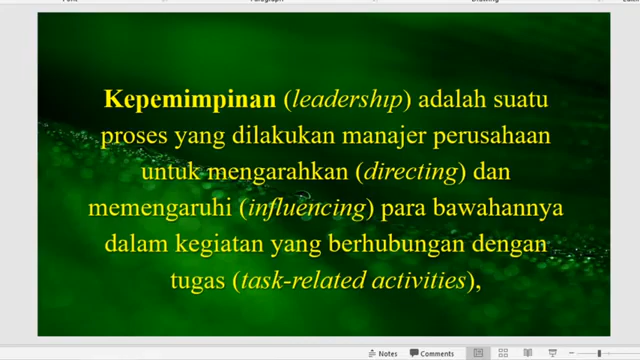 Kepemimpinan (leadership) adalah suatu
proses yang dilakukan manajer perusahaan
untuk mengarahkan (directing) dan
memengaruhi (influencing) para bawahannya
dalam kegiatan yang berhubungan dengan
tugas (task-related activities),
Notes Comments